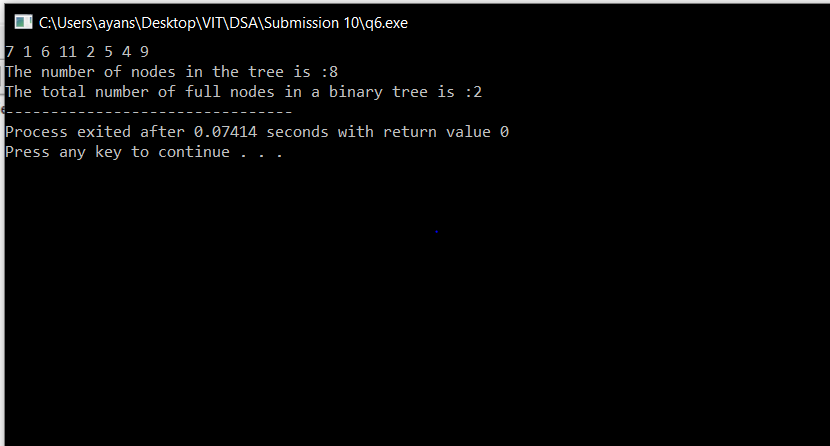 C:\Users\ayans\Desktop\VIT\DSA\Submission 10\q6.exe
7 1 6 11 2 5 4 9
The number of nodes in the tree is :8
The total number of full nodes in a binary tree is :2
--------------------------------
Process exited after 0.07414 seconds with return value 0
Press any key to continue . . .